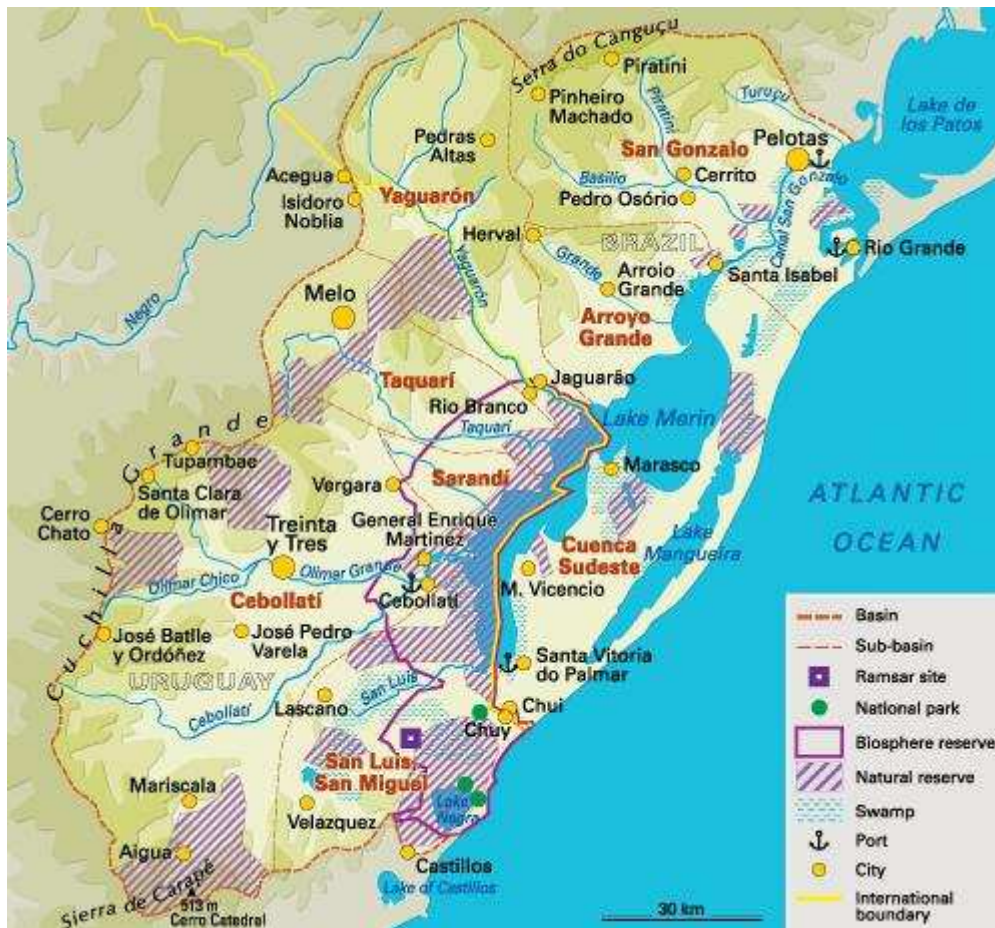 Serra do Canguçu
Piratini
Pinheiro
Machado
Piratini
Turuçu
Lake de
los Patos
Pedras
Altas
San Gonzalo
Pelotas
Acegua
Isidoro
Noblia
Yaguarón
Basilio
Cerrito
Pedro Osório
Canal San Gonzalo
Herval
BRAZIL
Rio Grande
Negro
Yaguarón
Grande
Arroio
Grande
Santa Isabel
Melo
Arroyo
Grande
Taquarí
Jaguarão
Rio Branco
Lake Merin
Taquarí
Cuchilla Grande
Tupambae
Santa Clara
de Olimar
Vergara
Sarandí
Marasco
ATLANTIC
OCEAN
Cerro
Chato
Treinta
y Tres
General Enrique
Martinez
Lake
Mangueira
Cuenca
Sudeste
Olimar Chico
Olimar Grande
Cebollatí
Cebollatí
M. Vicencio
José Batlle
y Ordóñez
José Pedro
Varela
URUGUAY
Santa Vitoria
do Palmar
Cebollatí
Lascano
San Luis
Chui
Chuy
San Luis,
San Miguel
Mariscala
Velazquez
Lake
Negra
Aigua
Castillos
Lake of Castillos
Sierra de Carapé
513 m
Cerro Catedral
30 km
Basin
Sub-basin
Ramsar site
National park
Biosphere reserve
Natural reserve
Swamp
Port
City
International
boundary